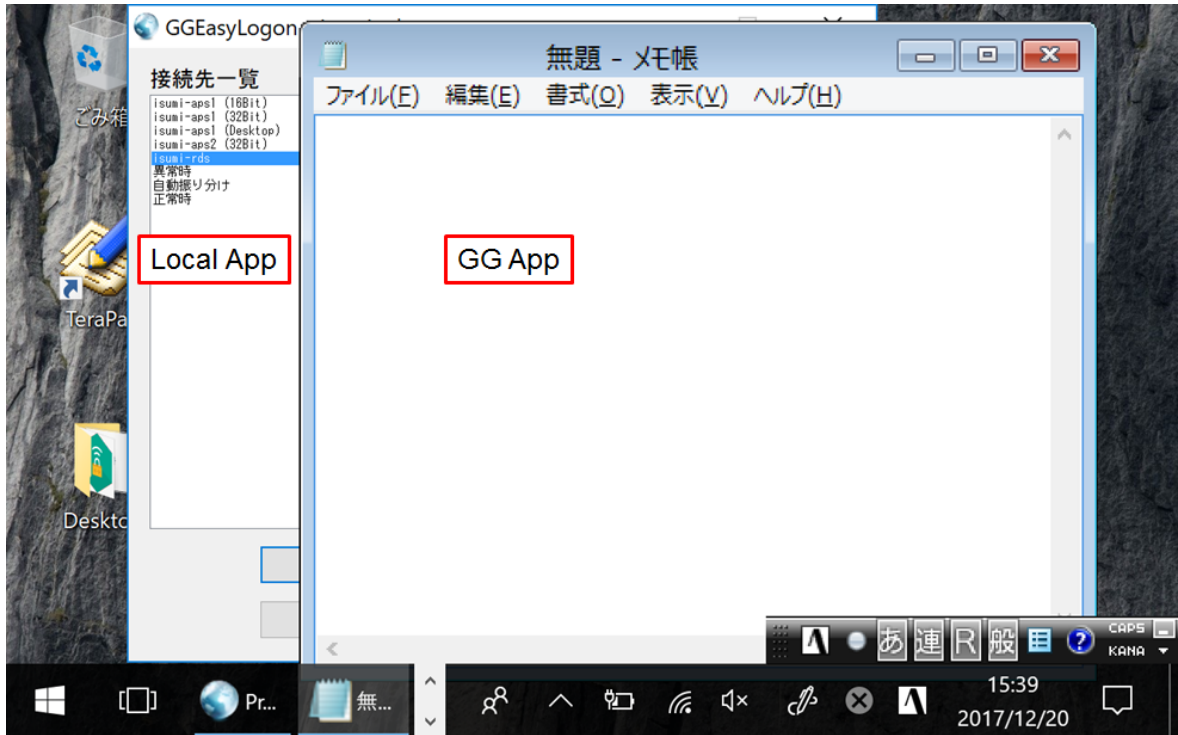 GGEasyLogon
無題 - メモ帳
接続先一覧
ファイル(F) 編集(E) 書式(O) 表示(V) ヘルプ(H)
isumi-aps1 (16Bit)
isumi-aps1 (32Bit)
isumi-aps1 (Desktop)
isumi-aps2 (32Bit)
isumi-rds
異常時
自動振り分け
正常時
ごみ箱
Local App
GG App
TeraPa
Deskto
あ 連 R 般 CAPS KANA
Pr...
無...
15:39
2017/12/20